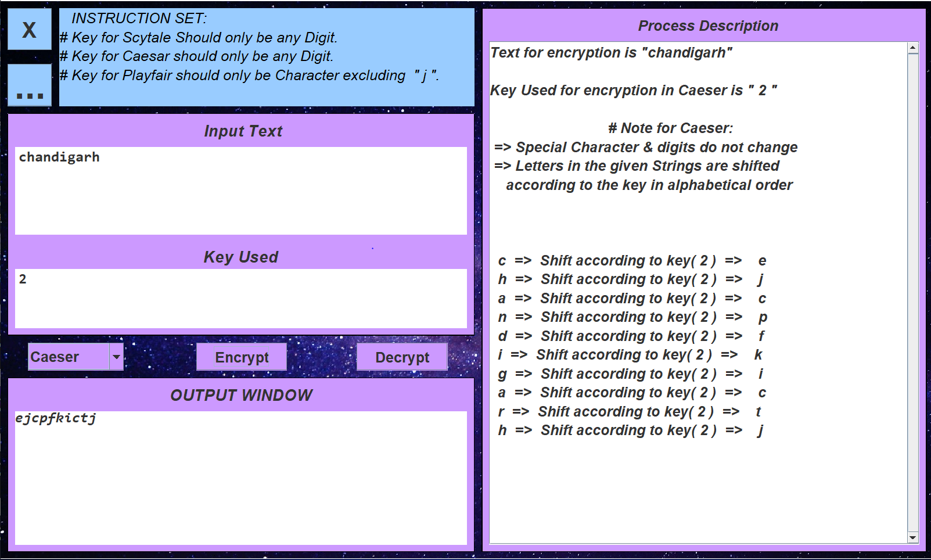 X
...
INSTRUCTION SET:
# Key for Scytale Should only be any Digit.
# Key for Caesar should only be any Digit.
# Key for Playfair should only be Character excluding " j ".
Input Text
chandigarh
Key Used
2
Caeser
Encrypt
Decrypt
OUTPUT WINDOW
ejcpfkictj
Process Description
Text for encryption is "chandigarh"
Key Used for encryption in Caeser is " 2 "
# Note for Caeser:
=> Special Character & digits do not change
=> Letters in the given Strings are shifted
according to the key in alphabetical order
c => Shift according to key( 2 ) => e
h => Shift according to key( 2 ) => j
a => Shift according to key( 2 ) => c
n => Shift according to key( 2 ) => p
d => Shift according to key( 2 ) => f
i => Shift according to key( 2 ) => k
g => Shift according to key( 2 ) => i
a => Shift according to key( 2 ) => c
r => Shift according to key( 2 ) => t
h => Shift according to key( 2 ) => j